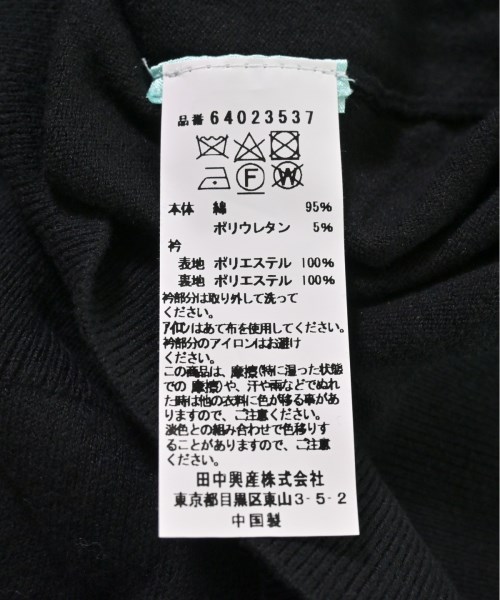 品番 64023537
F W
本体 綿 95%
ポリウレタン 5%
衿
表地 ポリエステル 100%
裏地 ポリエステル 100%
衿部分は取り外して洗って
ください。
アイロンはあて布を使用してください。
衿部分のアイロンはお避け
ください。
この商品は、摩擦(特に湿った状態
での 摩擦)や、汗や雨などでぬれ
た時は他の衣料に色が移る事があ
りますので、ご注意ください。
淡色との組み合わせで色移りす
ることがありますので、ご注意
ください。
田中興産株式会社
東京都目黒区東山3-5-2
中国製